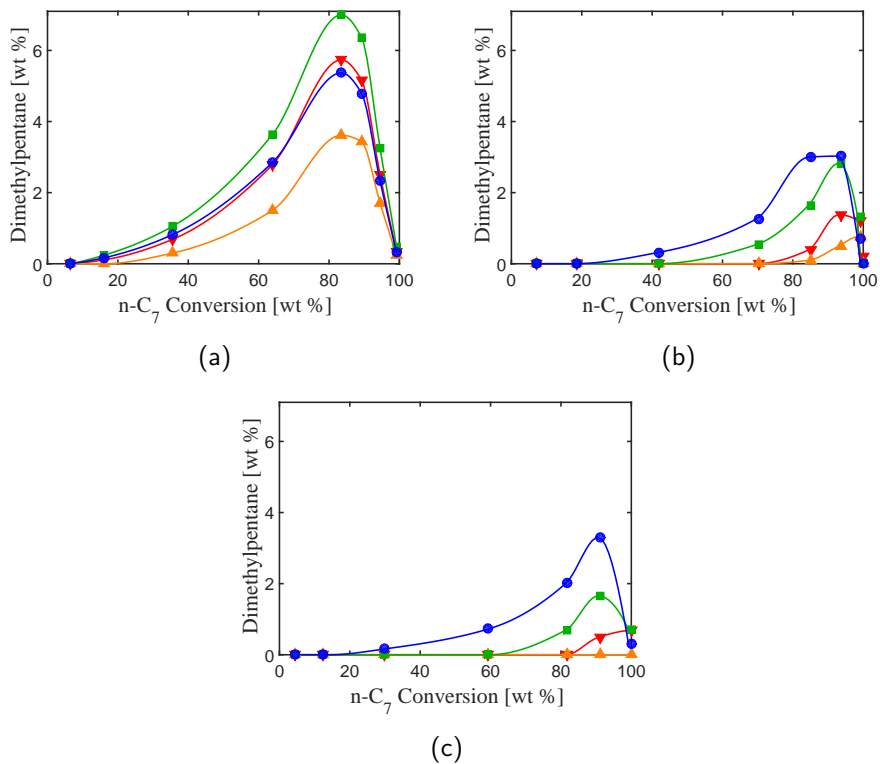 Dimethylpentane [wt %]
6
4
2
0
0 20 40 60 80 100
n-C7 Conversion [wt %]
(a)
Dimethylpentane [wt %]
6
4
2
0
0 20 40 60 80 100
n-C7 Conversion [wt %]
(b)
Dimethylpentane [wt %]
6
4
2
0
0 20 40 60 80 100
n-C7 Conversion [wt %]
(c)